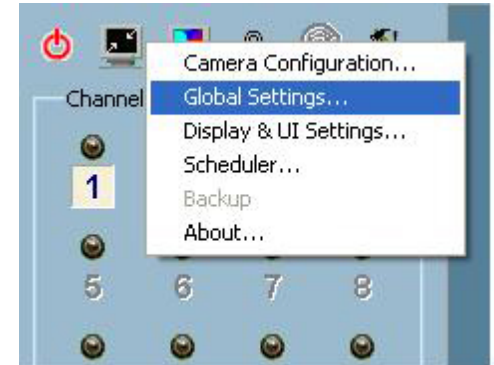 Camera Configuration...
Channel
Global Settings...
Display & UI Settings...
Scheduler...
1
Backup
About...
5 6 7 8